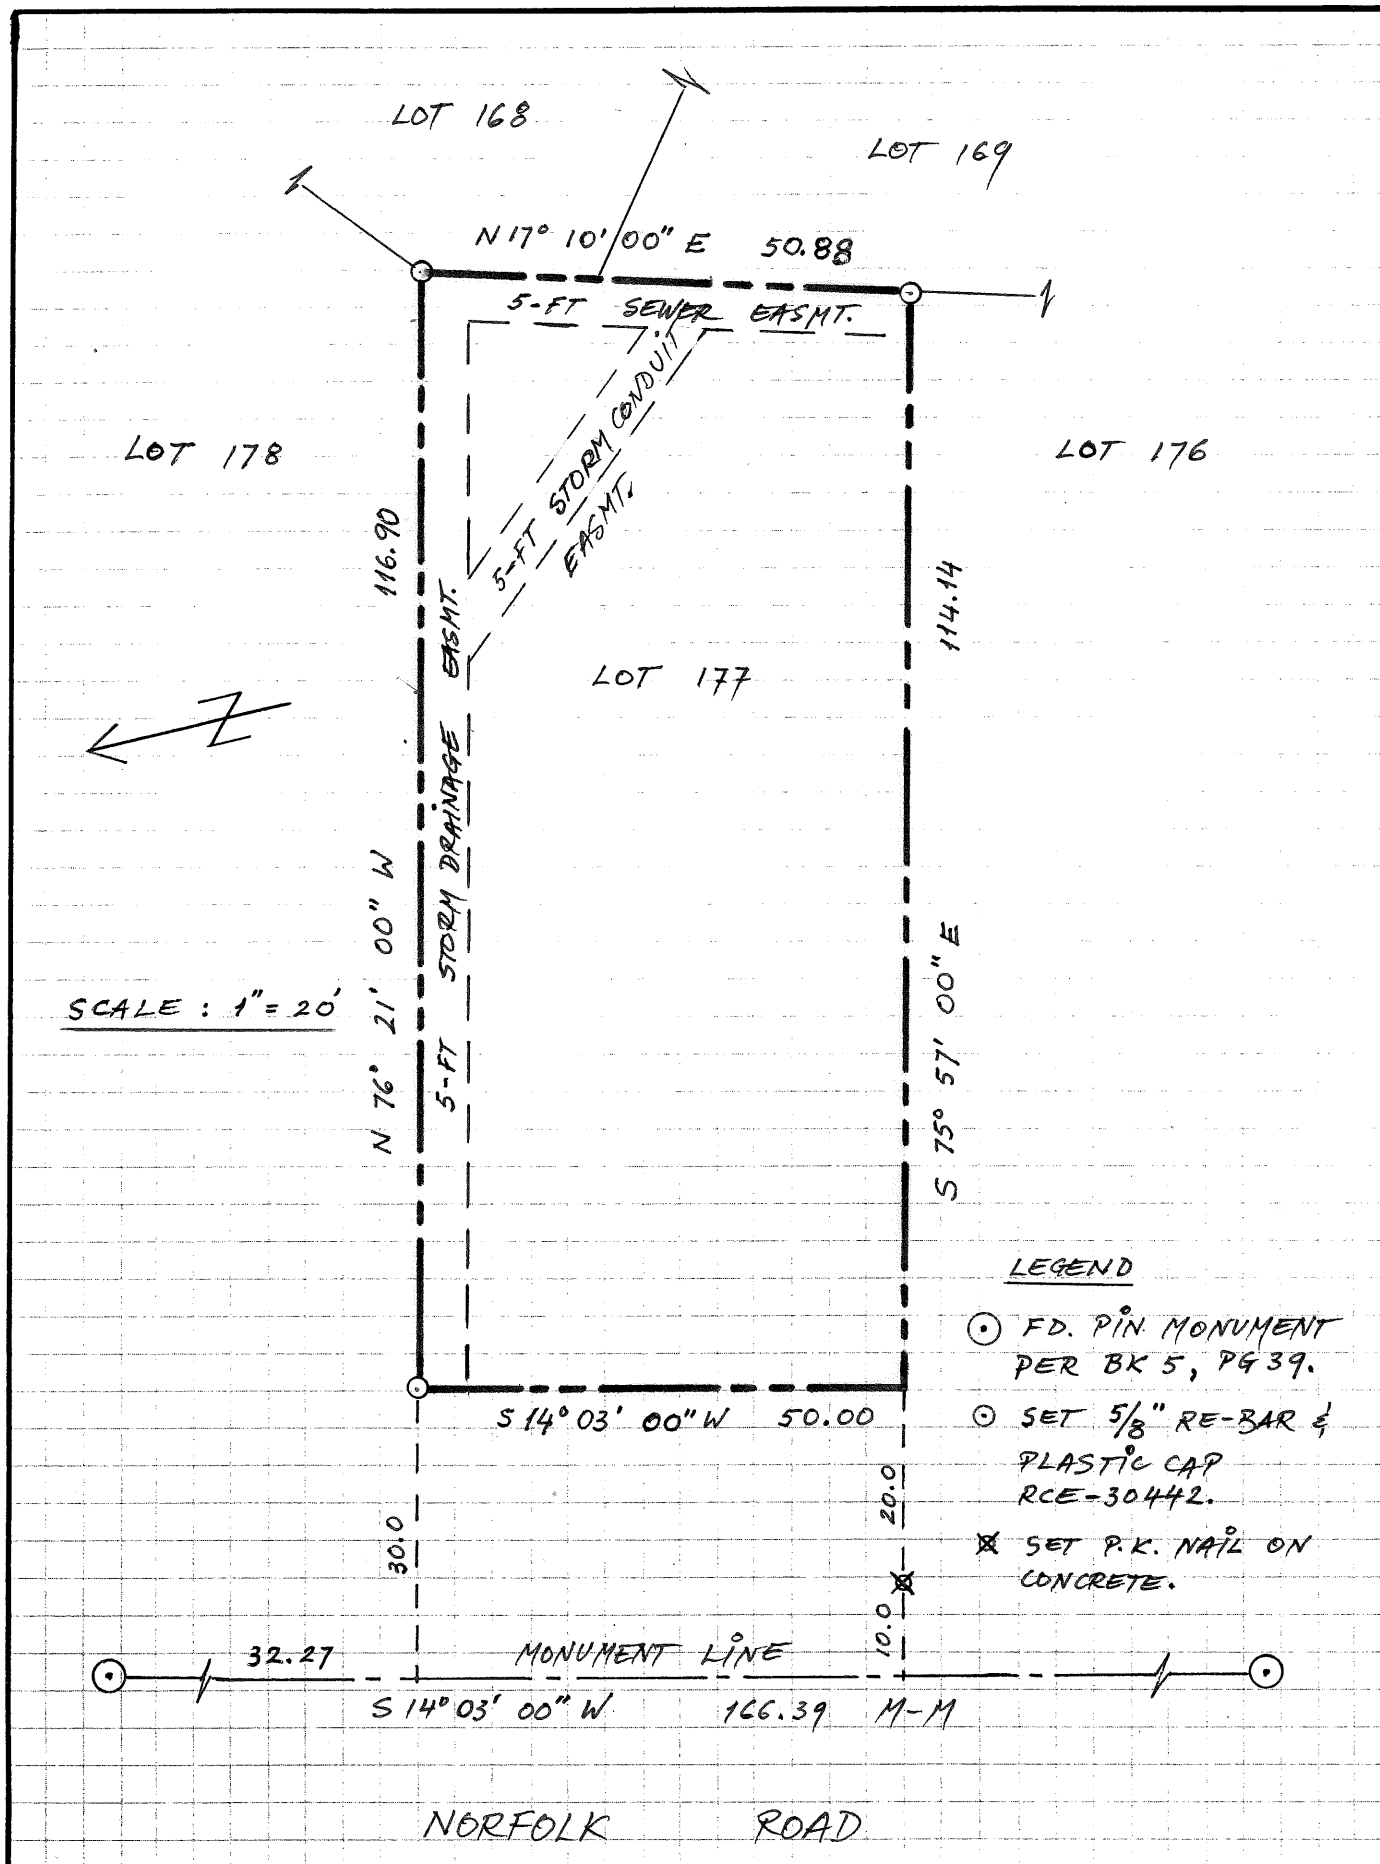 LOT 168
LOT 169
N 17° 10' 00" E 50.88
5-FT SEWER EASMT.
5-FT STORM CONDUIT
EASMT.
LOT 178
LOT 176
116.90
N 76° 21' 00" W
5-FT STORM DRAINAGE EASMT.
LOT 177
114.14
S 75° 57' 00" E
N
SCALE : 1" = 20'
LEGEND
FD. PIN MONUMENT
PER BK 5, PG 39.
SET 5/8" RE-BAR &
PLASTIC CAP
RCE-30442.
SET P.K. NAIL ON
CONCRETE.
S 14° 03' 00" W 50.00
30.0
20.0
10.0
32.27
MONUMENT LINE
S 14° 03' 00" W 166.39 M-M
NORFOLK ROAD